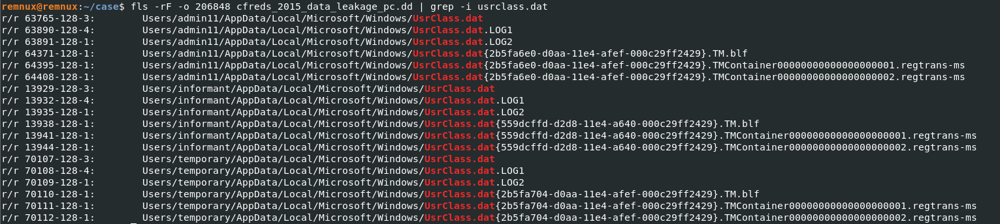 remnux@remnux:~/case$ fls -rF -o 206848 cfreds_2015_data_leakage_pc.dd | grep -i usrclass.dat
r/r 63765-128-3:        Users/admin11/AppData/Local/Microsoft/Windows/UsrClass.dat
r/r 63890-128-4:        Users/admin11/AppData/Local/Microsoft/Windows/UsrClass.dat.LOG1
r/r 63891-128-1:        Users/admin11/AppData/Local/Microsoft/Windows/UsrClass.dat.LOG2
r/r 64371-128-1:        Users/admin11/AppData/Local/Microsoft/Windows/UsrClass.dat{2b5fa6e0-d0aa-11e4-afef-000c29ff2429}.TM.blf
r/r 64395-128-1:        Users/admin11/AppData/Local/Microsoft/Windows/UsrClass.dat{2b5fa6e0-d0aa-11e4-afef-000c29ff2429}.TMContainer00000000000000000001.regtrans-ms
r/r 64408-128-1:        Users/admin11/AppData/Local/Microsoft/Windows/UsrClass.dat{2b5fa6e0-d0aa-11e4-afef-000c29ff2429}.TMContainer00000000000000000002.regtrans-ms
r/r 13929-128-3:        Users/informant/AppData/Local/Microsoft/Windows/UsrClass.dat
r/r 13932-128-4:        Users/informant/AppData/Local/Microsoft/Windows/UsrClass.dat.LOG1
r/r 13935-128-1:        Users/informant/AppData/Local/Microsoft/Windows/UsrClass.dat.LOG2
r/r 13938-128-1:        Users/informant/AppData/Local/Microsoft/Windows/UsrClass.dat{559dcffd-d2d8-11e4-a640-000c29ff2429}.TM.blf
r/r 13941-128-1:        Users/informant/AppData/Local/Microsoft/Windows/UsrClass.dat{559dcffd-d2d8-11e4-a640-000c29ff2429}.TMContainer00000000000000000001.regtrans-ms
r/r 13944-128-1:        Users/informant/AppData/Local/Microsoft/Windows/UsrClass.dat{559dcffd-d2d8-11e4-a640-000c29ff2429}.TMContainer00000000000000000002.regtrans-ms
r/r 70107-128-3:        Users/temporary/AppData/Local/Microsoft/Windows/UsrClass.dat
r/r 70108-128-4:        Users/temporary/AppData/Local/Microsoft/Windows/UsrClass.dat.LOG1
r/r 70109-128-1:        Users/temporary/AppData/Local/Microsoft/Windows/UsrClass.dat.LOG2
r/r 70110-128-1:        Users/temporary/AppData/Local/Microsoft/Windows/UsrClass.dat{2b5fa704-d0aa-11e4-afef-000c29ff2429}.TM.blf
r/r 70111-128-1:        Users/temporary/AppData/Local/Microsoft/Windows/UsrClass.dat{2b5fa704-d0aa-11e4-afef-000c29ff2429}.TMContainer00000000000000000001.regtrans-ms
r/r 70112-128-1:        Users/temporary/AppData/Local/Microsoft/Windows/UsrClass.dat{2b5fa704-d0aa-11e4-afef-000c29ff2429}.TMContainer00000000000000000002.regtrans-ms